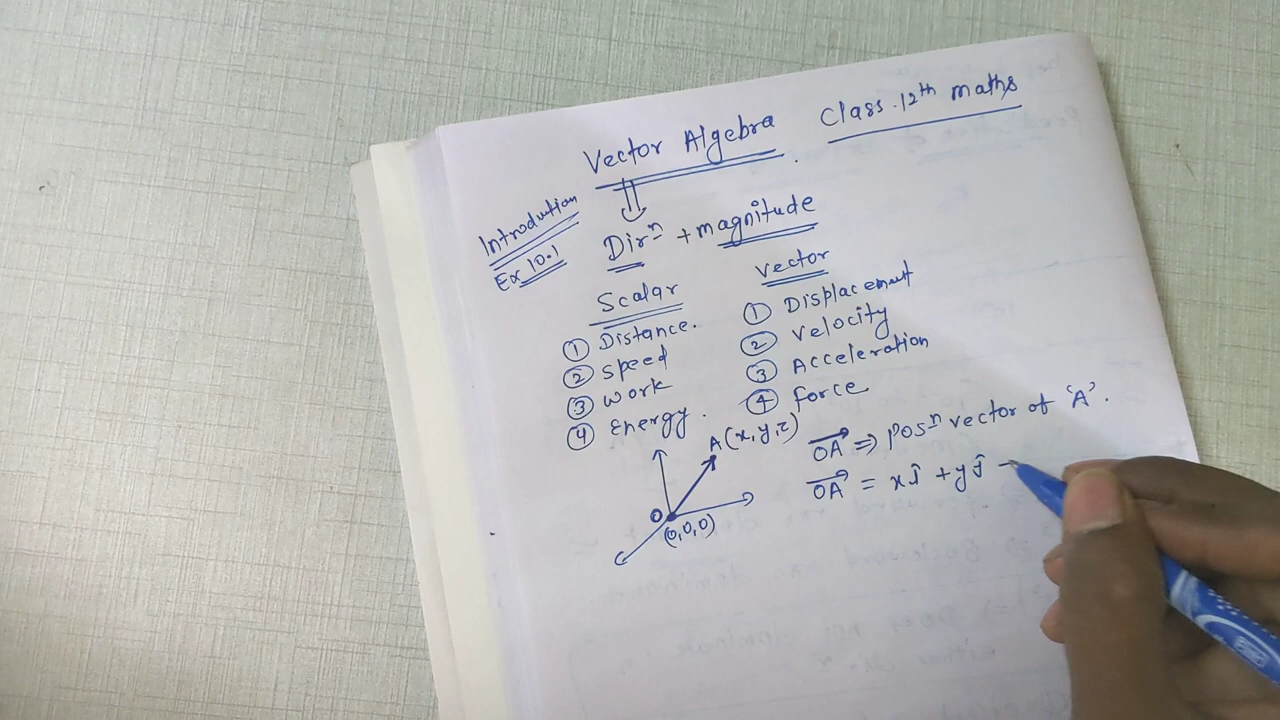 Vector Algebra. Class.12th maths
Introdution
Ex 10.1
Dirn + magnitude
Scalar
① Distance.
② Speed
③ Work
④ Energy.
Vector
① Displacement
② Velocity
③ Acceleration
④ force
A(x,y,z)
O
(0,0,0)
OA⃗ ⇒ posn vector of 'A'.
OA⃗ = xî + yĵ -